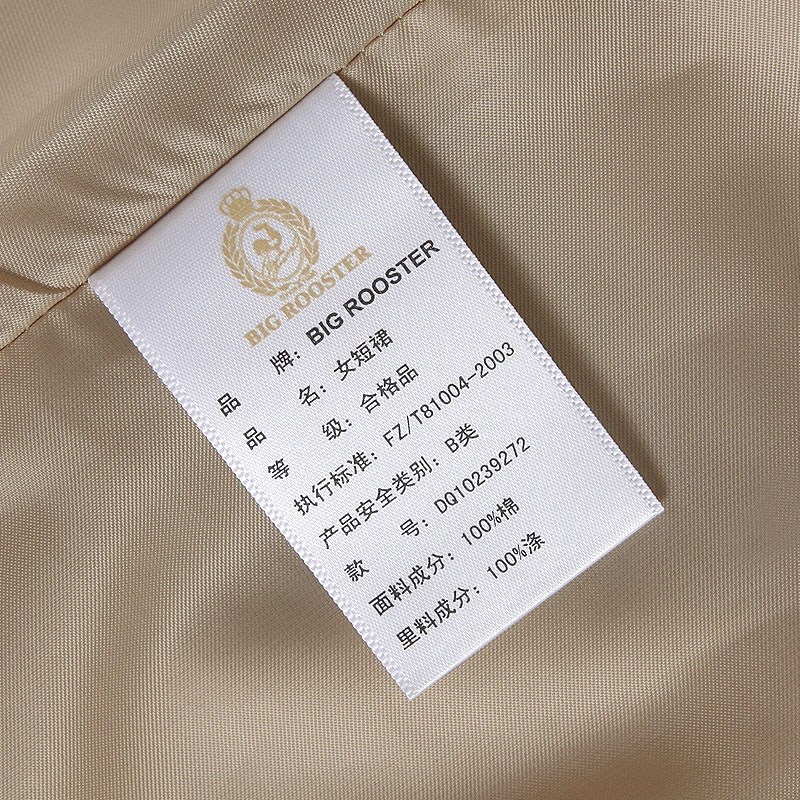 BIG ROOSTER
品 牌: BIG ROOSTER
品 名: 女短裙
等 级: 合格品
执行标准: FZ/T81004-2003
产品安全类别: B类
款 号: DQ10239272
面料成分: 100%棉
里料成分: 100%涤